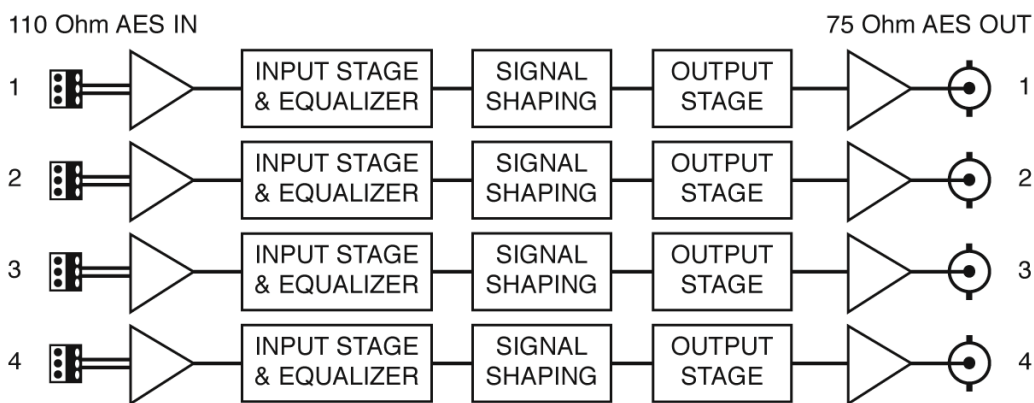 110 Ohm AES IN
75 Ohm AES OUT
1
INPUT STAGE
& EQUALIZER
SIGNAL
SHAPING
OUTPUT
STAGE
1
2
INPUT STAGE
& EQUALIZER
SIGNAL
SHAPING
OUTPUT
STAGE
2
3
INPUT STAGE
& EQUALIZER
SIGNAL
SHAPING
OUTPUT
STAGE
3
4
INPUT STAGE
& EQUALIZER
SIGNAL
SHAPING
OUTPUT
STAGE
4